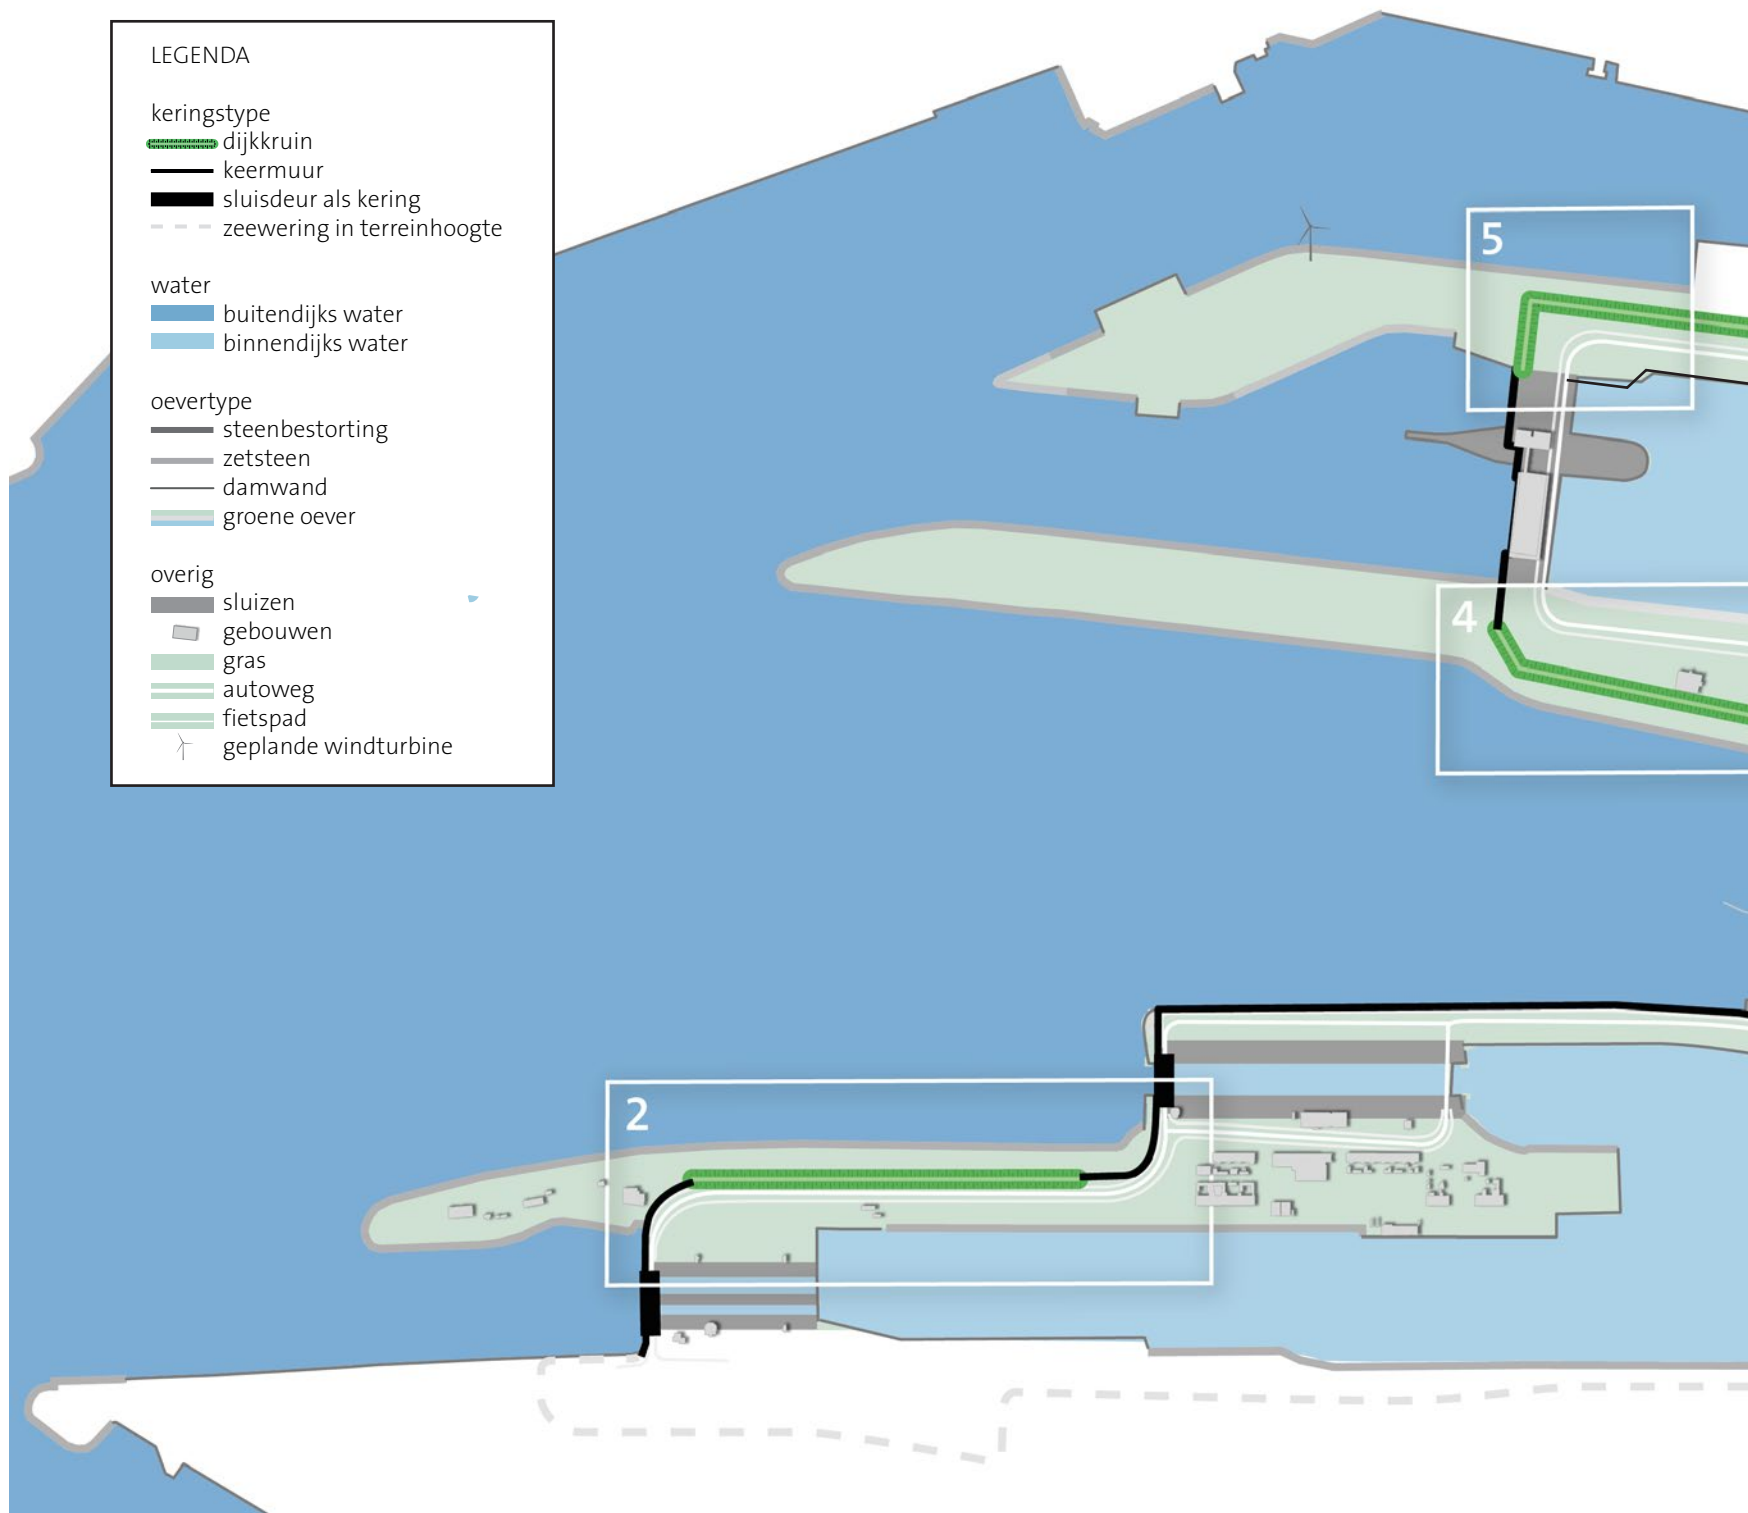 LEGENDA
keringstype
dijkkruin
keermuur
sluisdeur als kering
zeewering in terreinhoogte
water
buitendijks water
binnendijks water
oevertype
steenbestorting
zetsteen
damwand
groene oever
overig
sluizen
gebouwen
gras
autoweg
fietspad
geplande windturbine
5
4
2